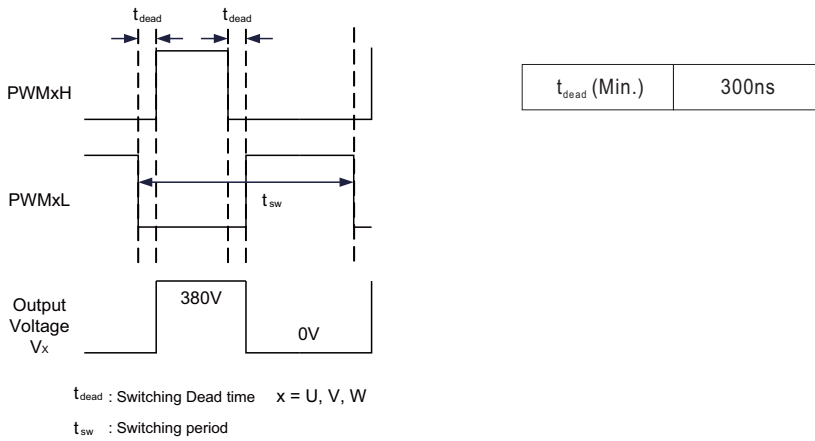 tdead tdead
PWMxH
tdead (Min.) 300ns
PWMxL
tsw
380V
Output
Voltage
Vx
0V
tdead : Switching Dead time x = U, V, W
tsw : Switching period